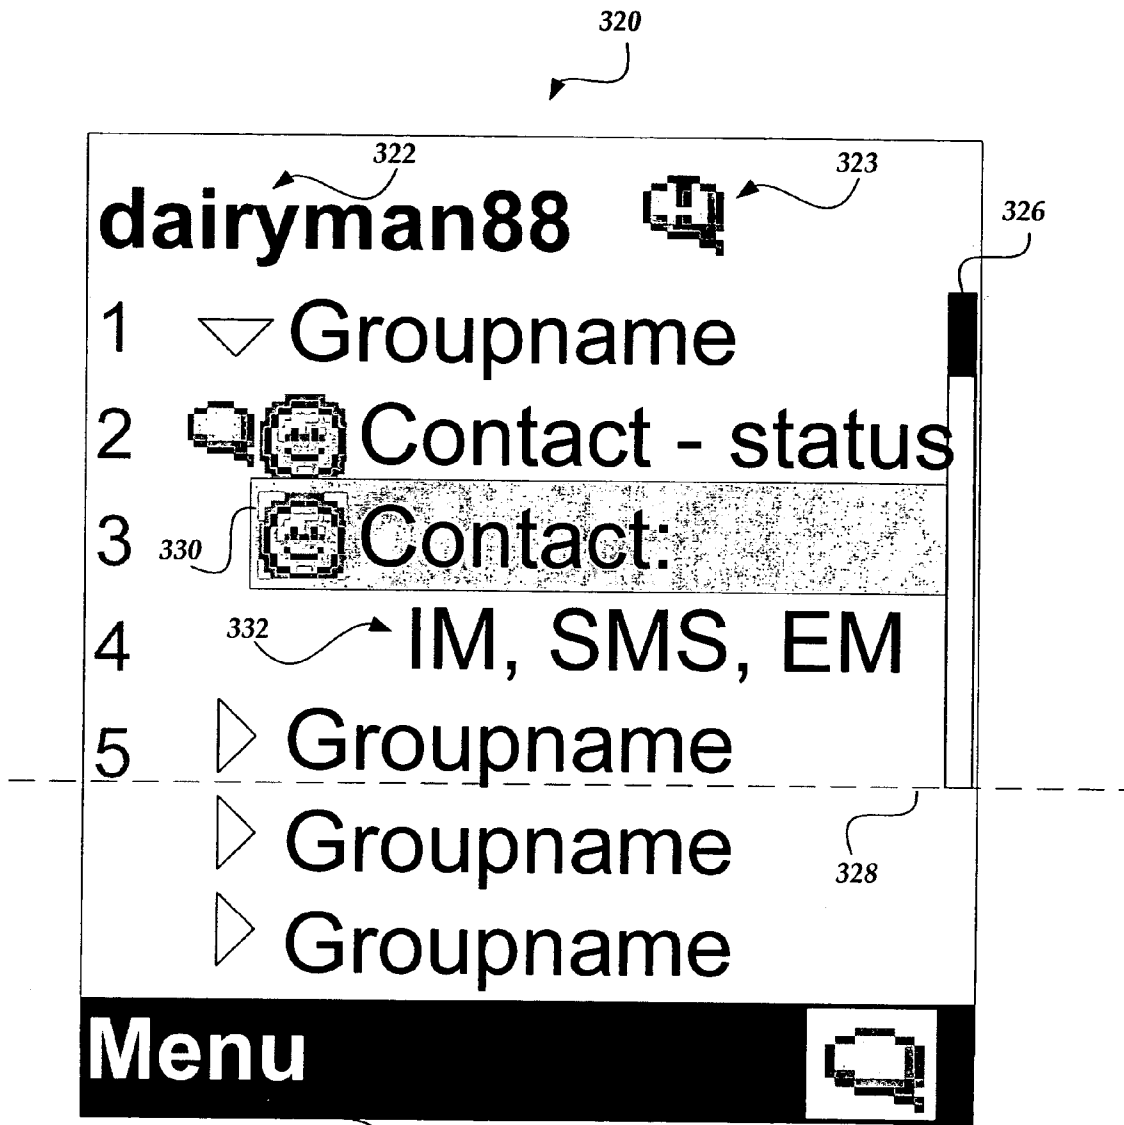 320
322
323
dairyman88
326
1 Groupname
2 Contact - status
3 Contact:
330
332
4 IM, SMS, EM
5 Groupname
Groupname
328
Groupname
Menu